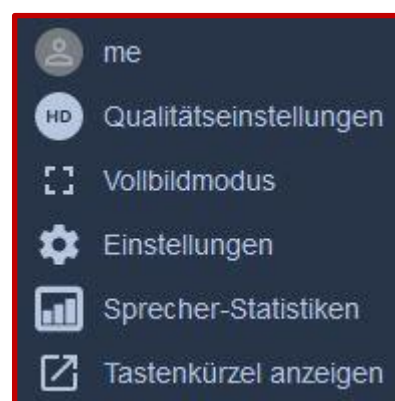 me
HD Qualitätseinstellungen
Vollbildmodus
Einstellungen
Sprecher-Statistiken
Tastenkürzel anzeigen